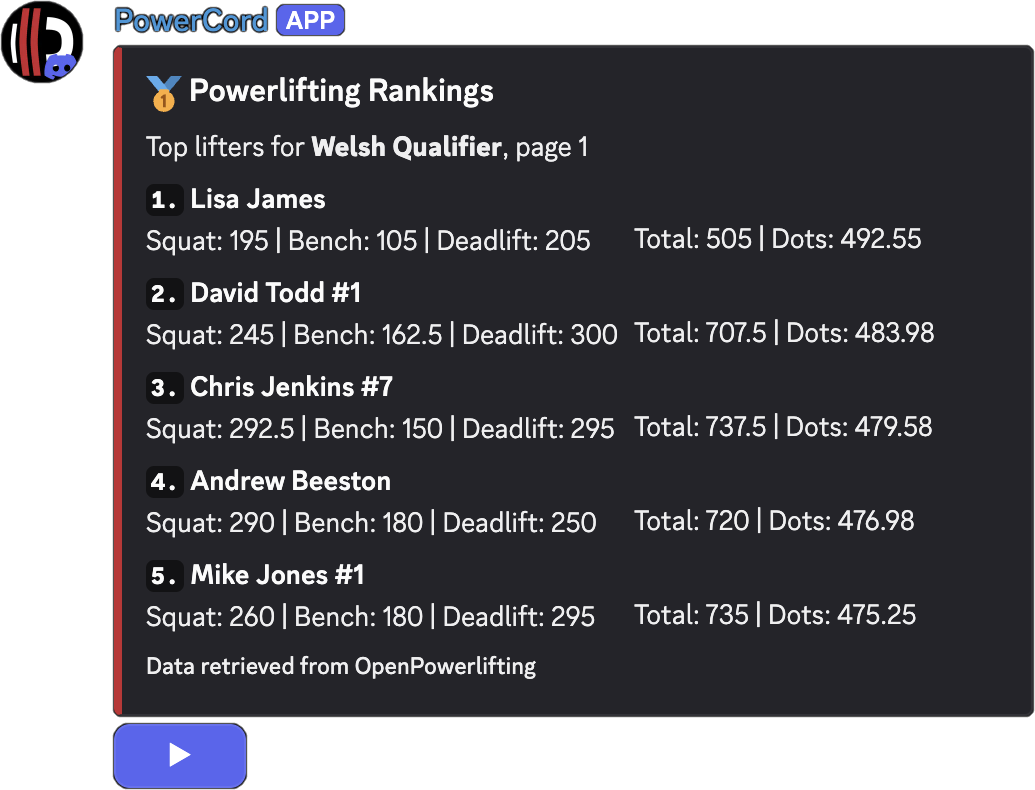 PowerCord APP
Powerlifting Rankings
Top lifters for Welsh Qualifier, page 1
1. Lisa James
Squat: 195 | Bench: 105 | Deadlift: 205 Total: 505 | Dots: 492.55
2. David Todd #1
Squat: 245 | Bench: 162.5 | Deadlift: 300 Total: 707.5 | Dots: 483.98
3. Chris Jenkins #7
Squat: 292.5 | Bench: 150 | Deadlift: 295 Total: 737.5 | Dots: 479.58
4. Andrew Beeston
Squat: 290 | Bench: 180 | Deadlift: 250 Total: 720 | Dots: 476.98
5. Mike Jones #1
Squat: 260 | Bench: 180 | Deadlift: 295 Total: 735 | Dots: 475.25
Data retrieved from OpenPowerlifting